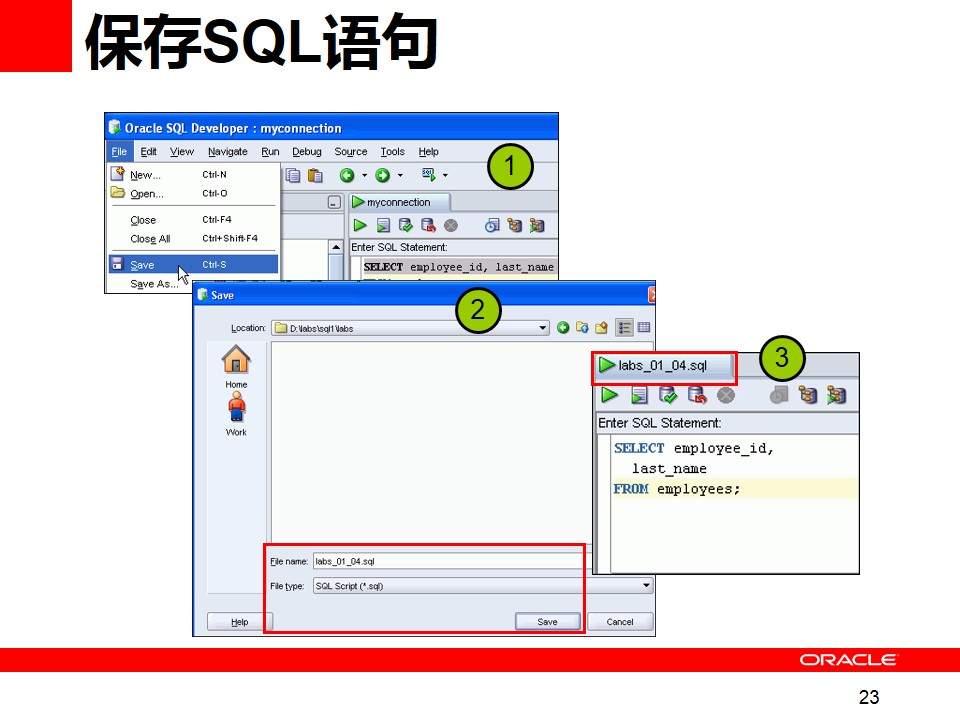 保存SQL语句
Oracle SQL Developer : myconnection
File Edit View Navigate Run Debug Source Tools Help
1
New... Ctrl-N
Open... Ctrl-O
Close Ctrl-F4
Close All Ctrl+Shift-F4
Save Ctrl-S
Save As...
myconnection
Enter SQL Statement:
SELECT employee_id, last_name
Save
2
Location: D:\labs\sql1\labs
Home
Work
File name: labs_01_04.sql
File type: SQL Script (*.sql)
Help Save Cancel
3
labs_01_04.sql
Enter SQL Statement:
SELECT employee_id,
last_name
FROM employees;
ORACLE
23